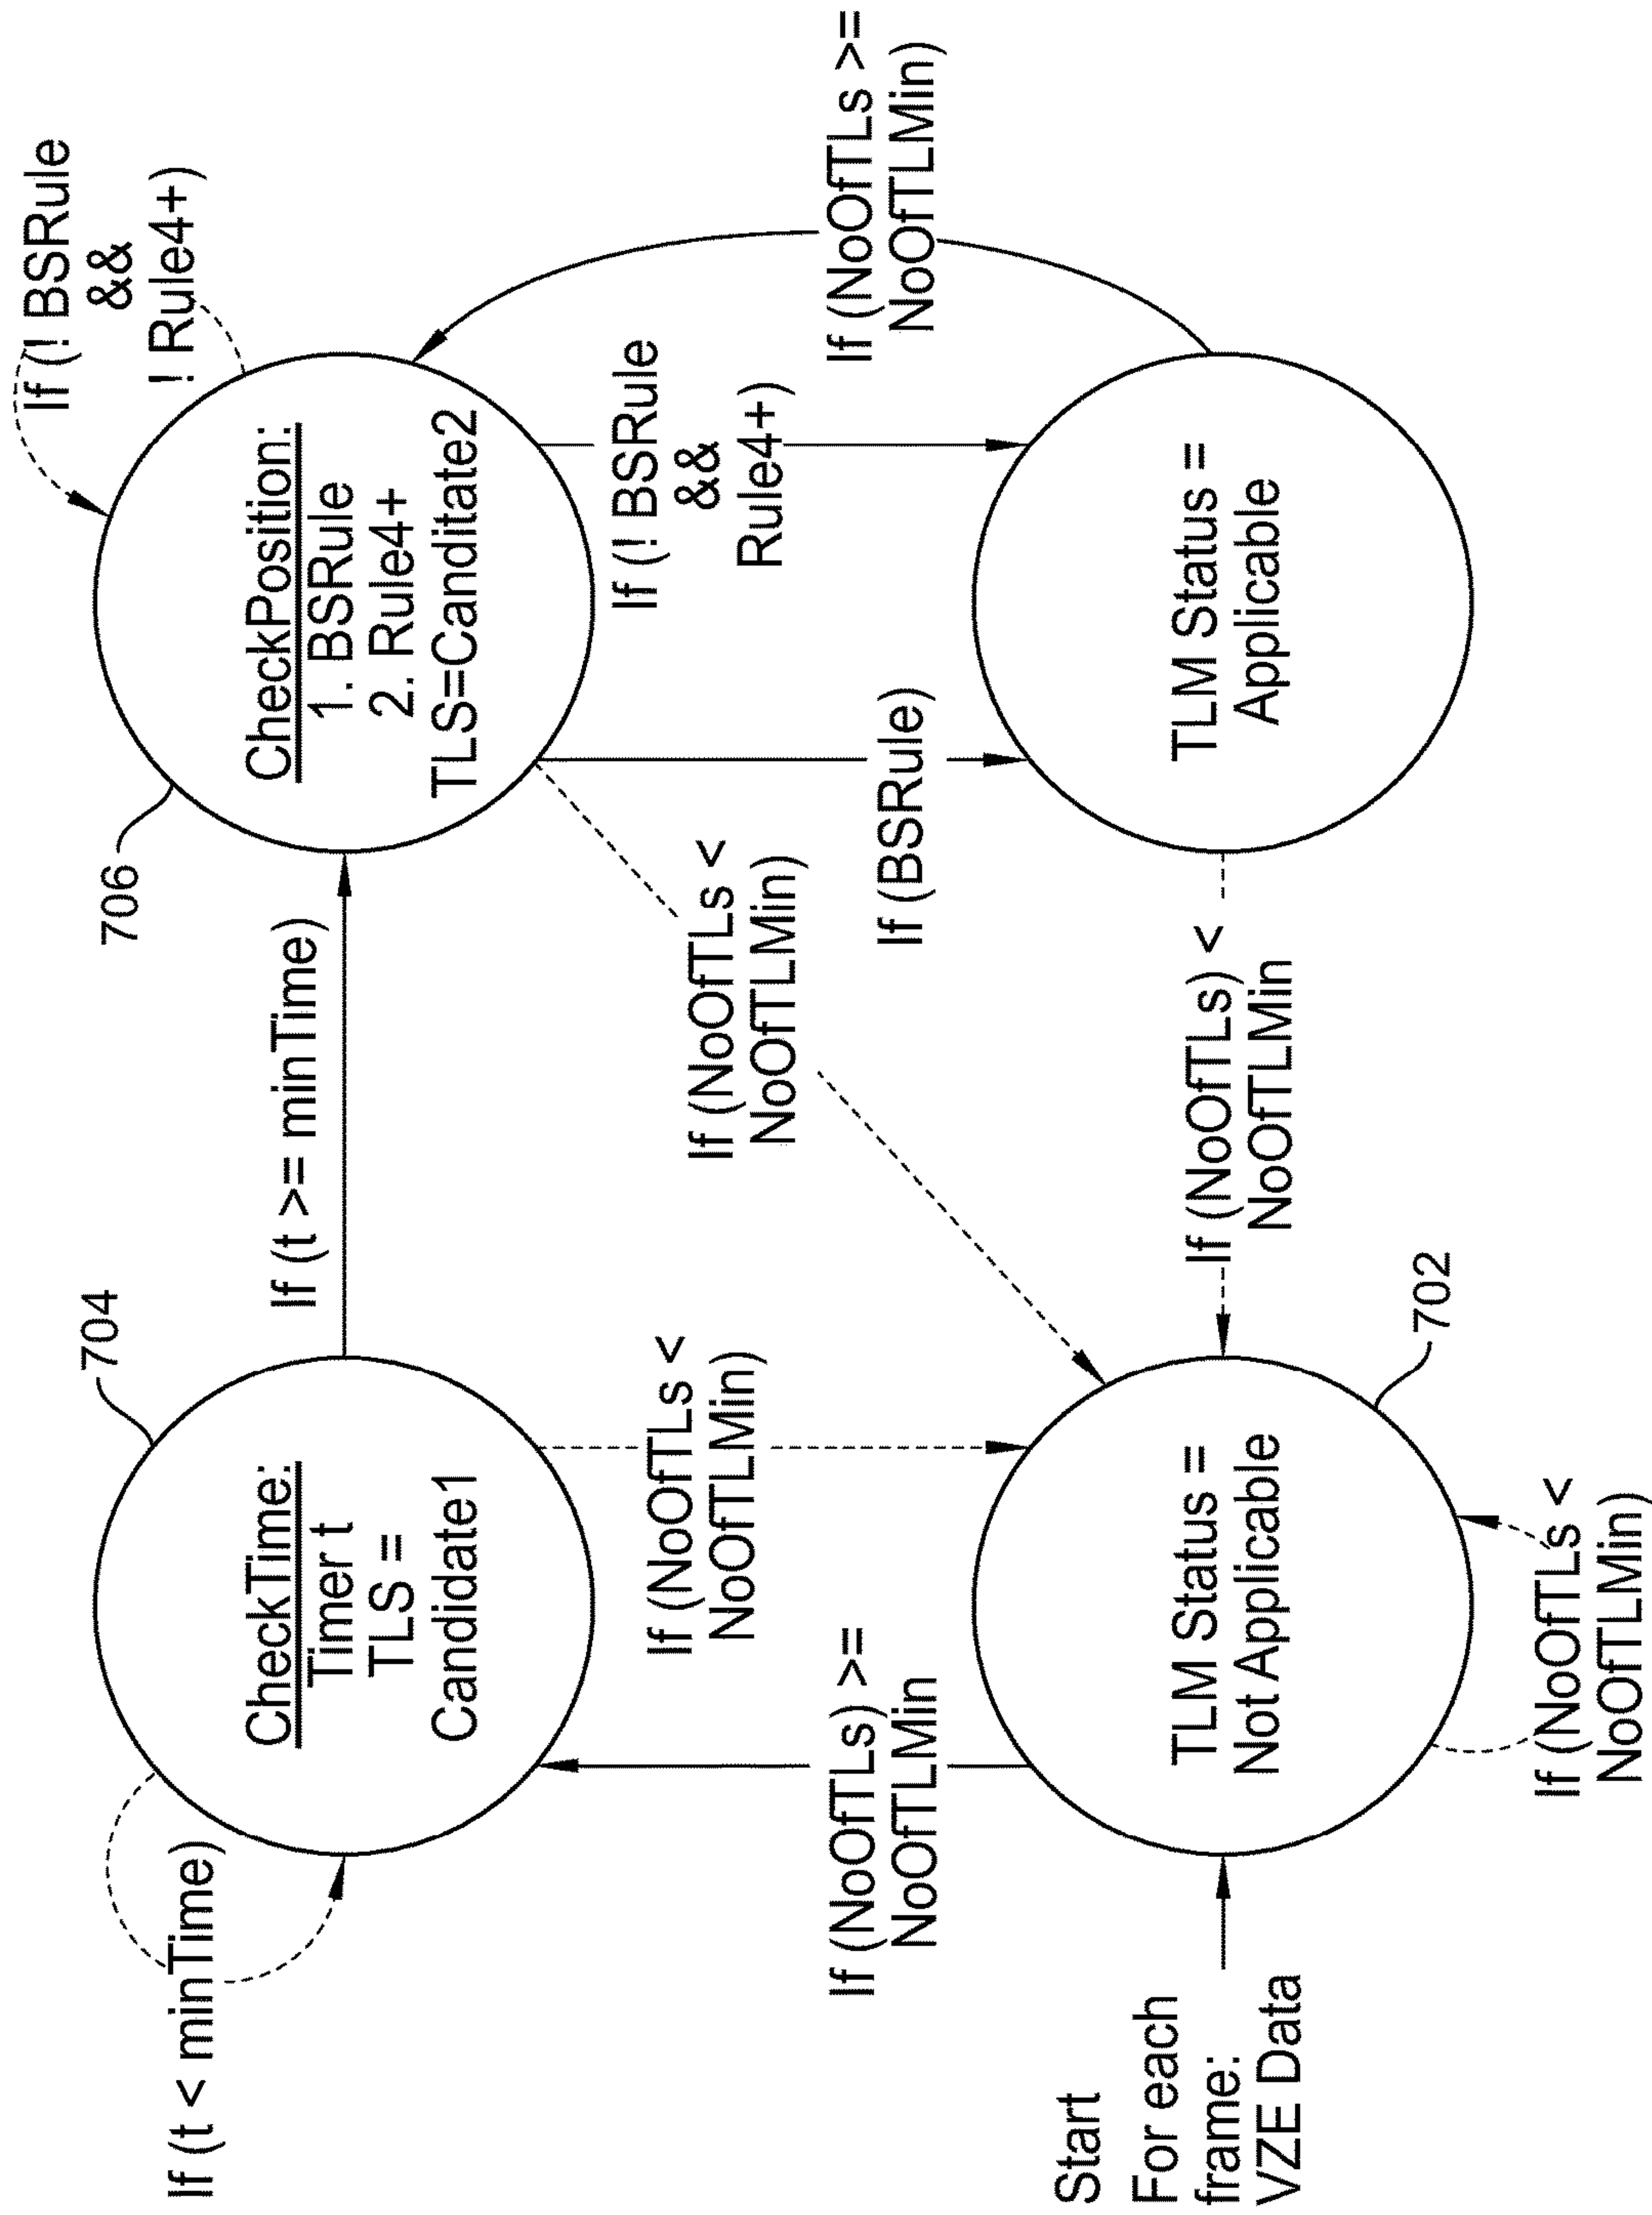 If (t < minTime)
704
CheckTime:
Timer t
TLS =
Candidate1
If (t >= minTime)
706
CheckPosition:
1. BSRule
2. Rule4+
TLS=Canditate2
If (! BSRule
&&
! Rule4+)
If (NoOfTLs) >=
NoOfTLMin
If (NoOfTLs <
NoOfTLMin)
If (NoOfTLs <
NoOfTLMin)
If (BSRule)
If (! BSRule
&&
Rule4+)
If (NoOfTLs >=
NoOfTLMin)
Start
For each
frame:
VZE Data
TLM Status =
Not Applicable
702
If (NoOfTLs <
NoOfTLMin)
If (NoOfTLs) <
NoOfTLMin
TLM Status =
Applicable